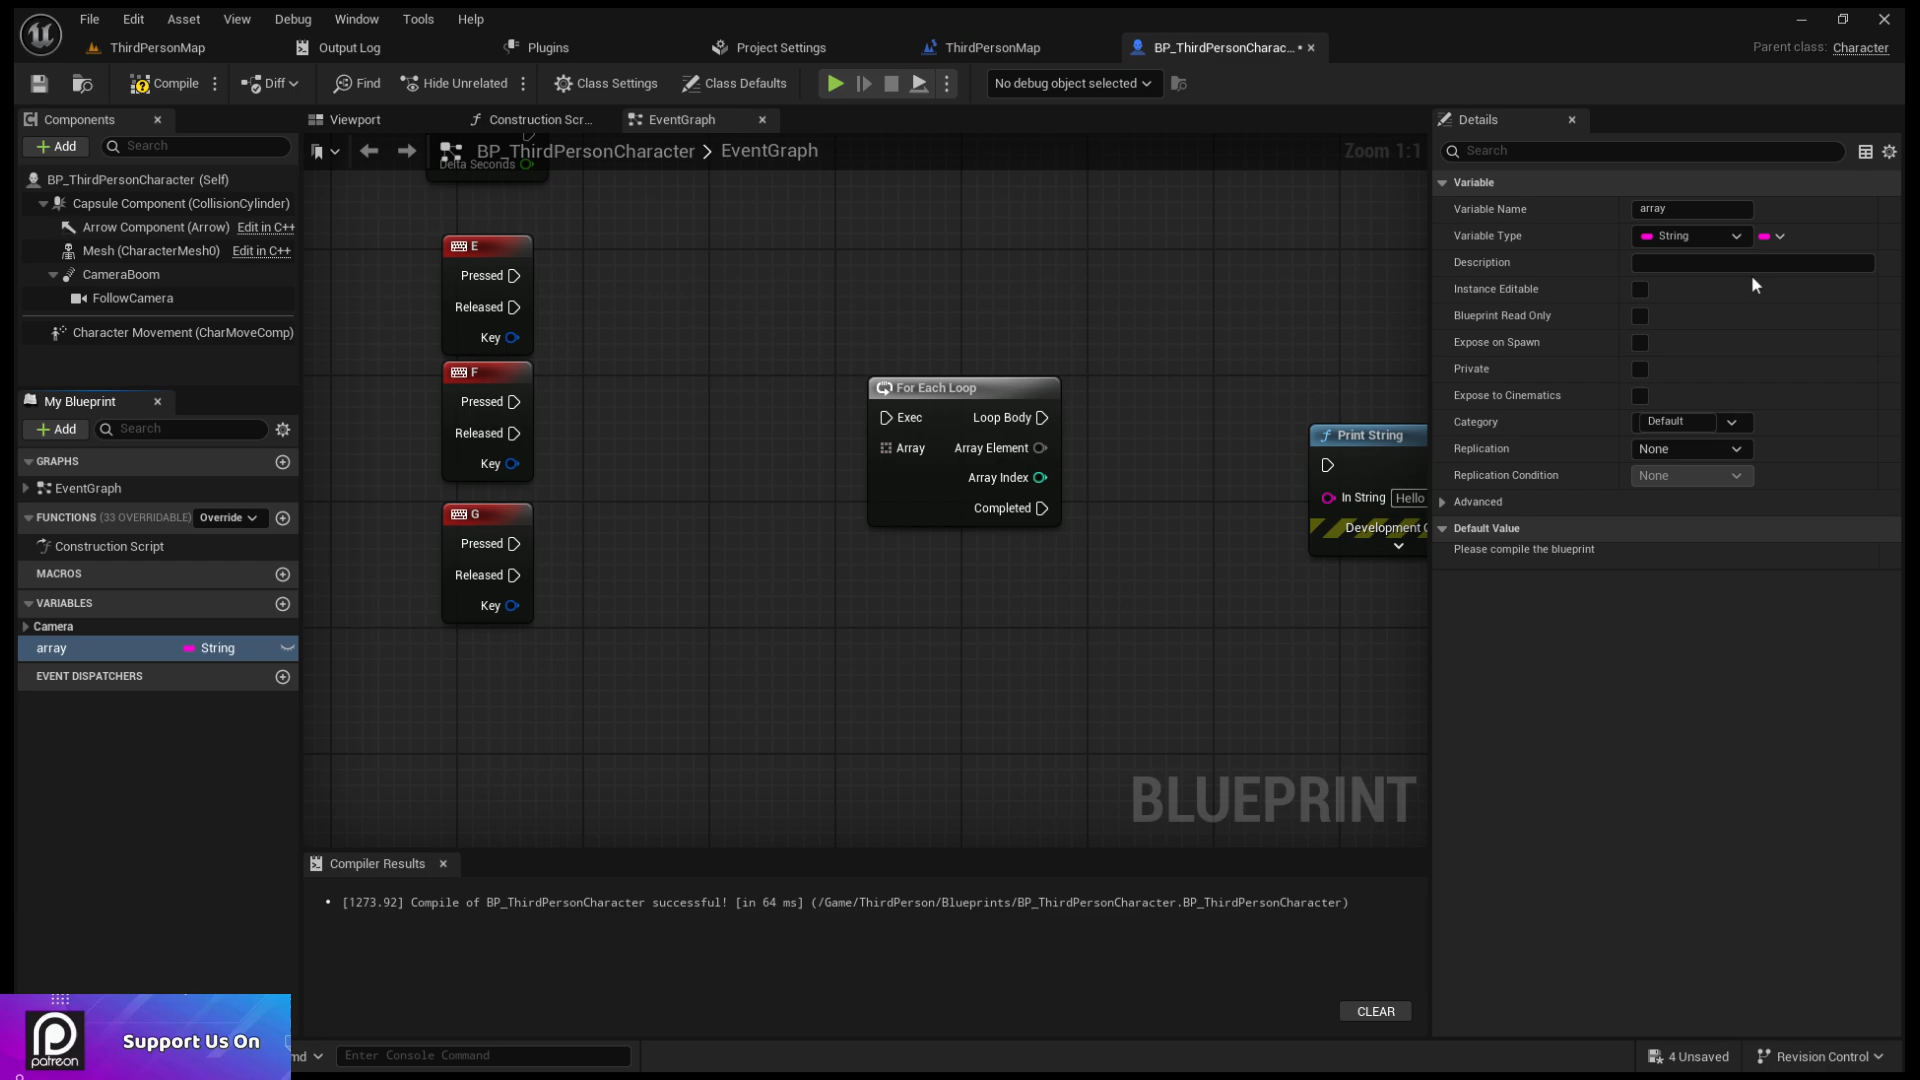 File Edit Asset View Debug Window Tools Help
ThirdPersonMap Output Log Plugins Project Settings ThirdPersonMap BP_ThirdPersonCharac... • Parent class: Character
Compile Diff Find Hide Unrelated Class Settings Class Defaults No debug object selected
Components
Add Search
BP_ThirdPersonCharacter (Self)
Capsule Component (CollisionCylinder)
Arrow Component (Arrow) Edit in C++
Mesh (CharacterMesh0) Edit in C++
CameraBoom
FollowCamera
Character Movement (CharMoveComp)
My Blueprint
Add Search
GRAPHS
EventGraph
FUNCTIONS (33 OVERRIDABLE) Override
Construction Script
MACROS
VARIABLES
Camera
array String
EVENT DISPATCHERS
Viewport Construction Scr... EventGraph
BP_ThirdPersonCharacter > EventGraph Zoom 1:1
Delta Seconds
E
Pressed
Released
Key
F
Pressed
Released
Key
G
Pressed
Released
Key
For Each Loop
Exec Loop Body
Array Array Element
Array Index
Completed
Print String
In String Hello
Development
BLUEPRINT
Compiler Results
• [1273.92] Compile of BP_ThirdPersonCharacter successful! [in 64 ms] (/Game/ThirdPerson/Blueprints/BP_ThirdPersonCharacter.BP_ThirdPersonCharacter)
CLEAR
Details
Search
Variable
Variable Name array
Variable Type String
Description
Instance Editable
Blueprint Read Only
Expose on Spawn
Private
Expose to Cinematics
Category Default
Replication None
Replication Condition None
Advanced
Default Value
Please compile the blueprint
patreon
Support Us On
md Enter Console Command
4 Unsaved Revision Control